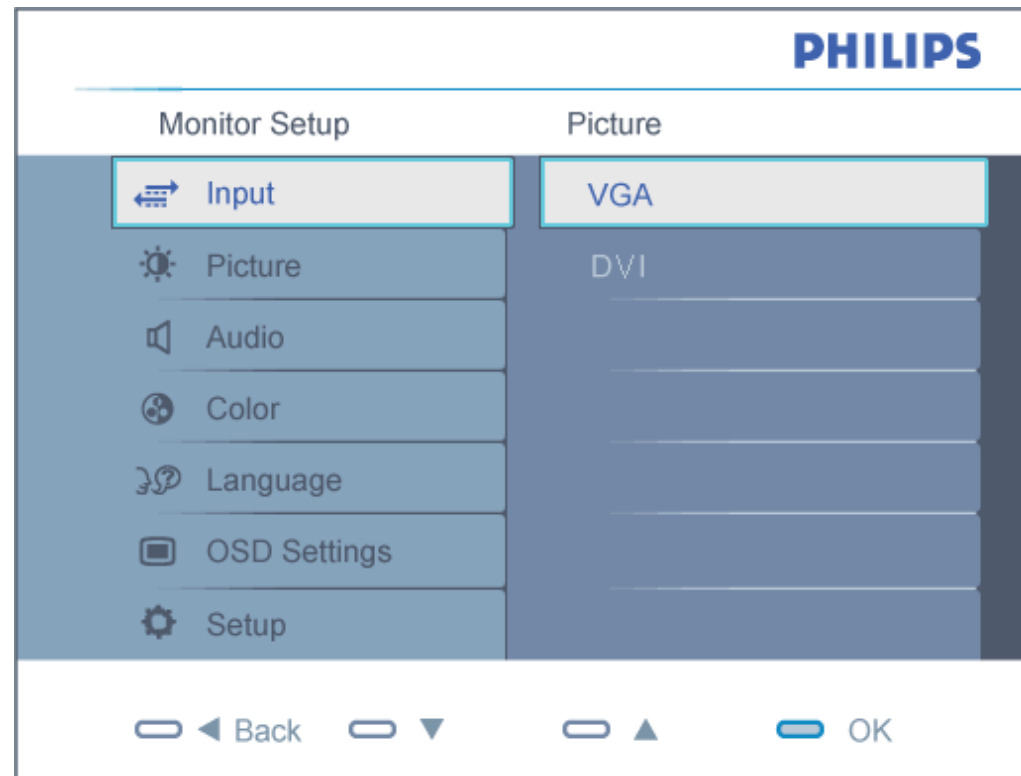 PHILIPS
Monitor Setup Picture
Input VGA
Picture DVI
Audio
Color
Language
OSD Settings
Setup
Back OK